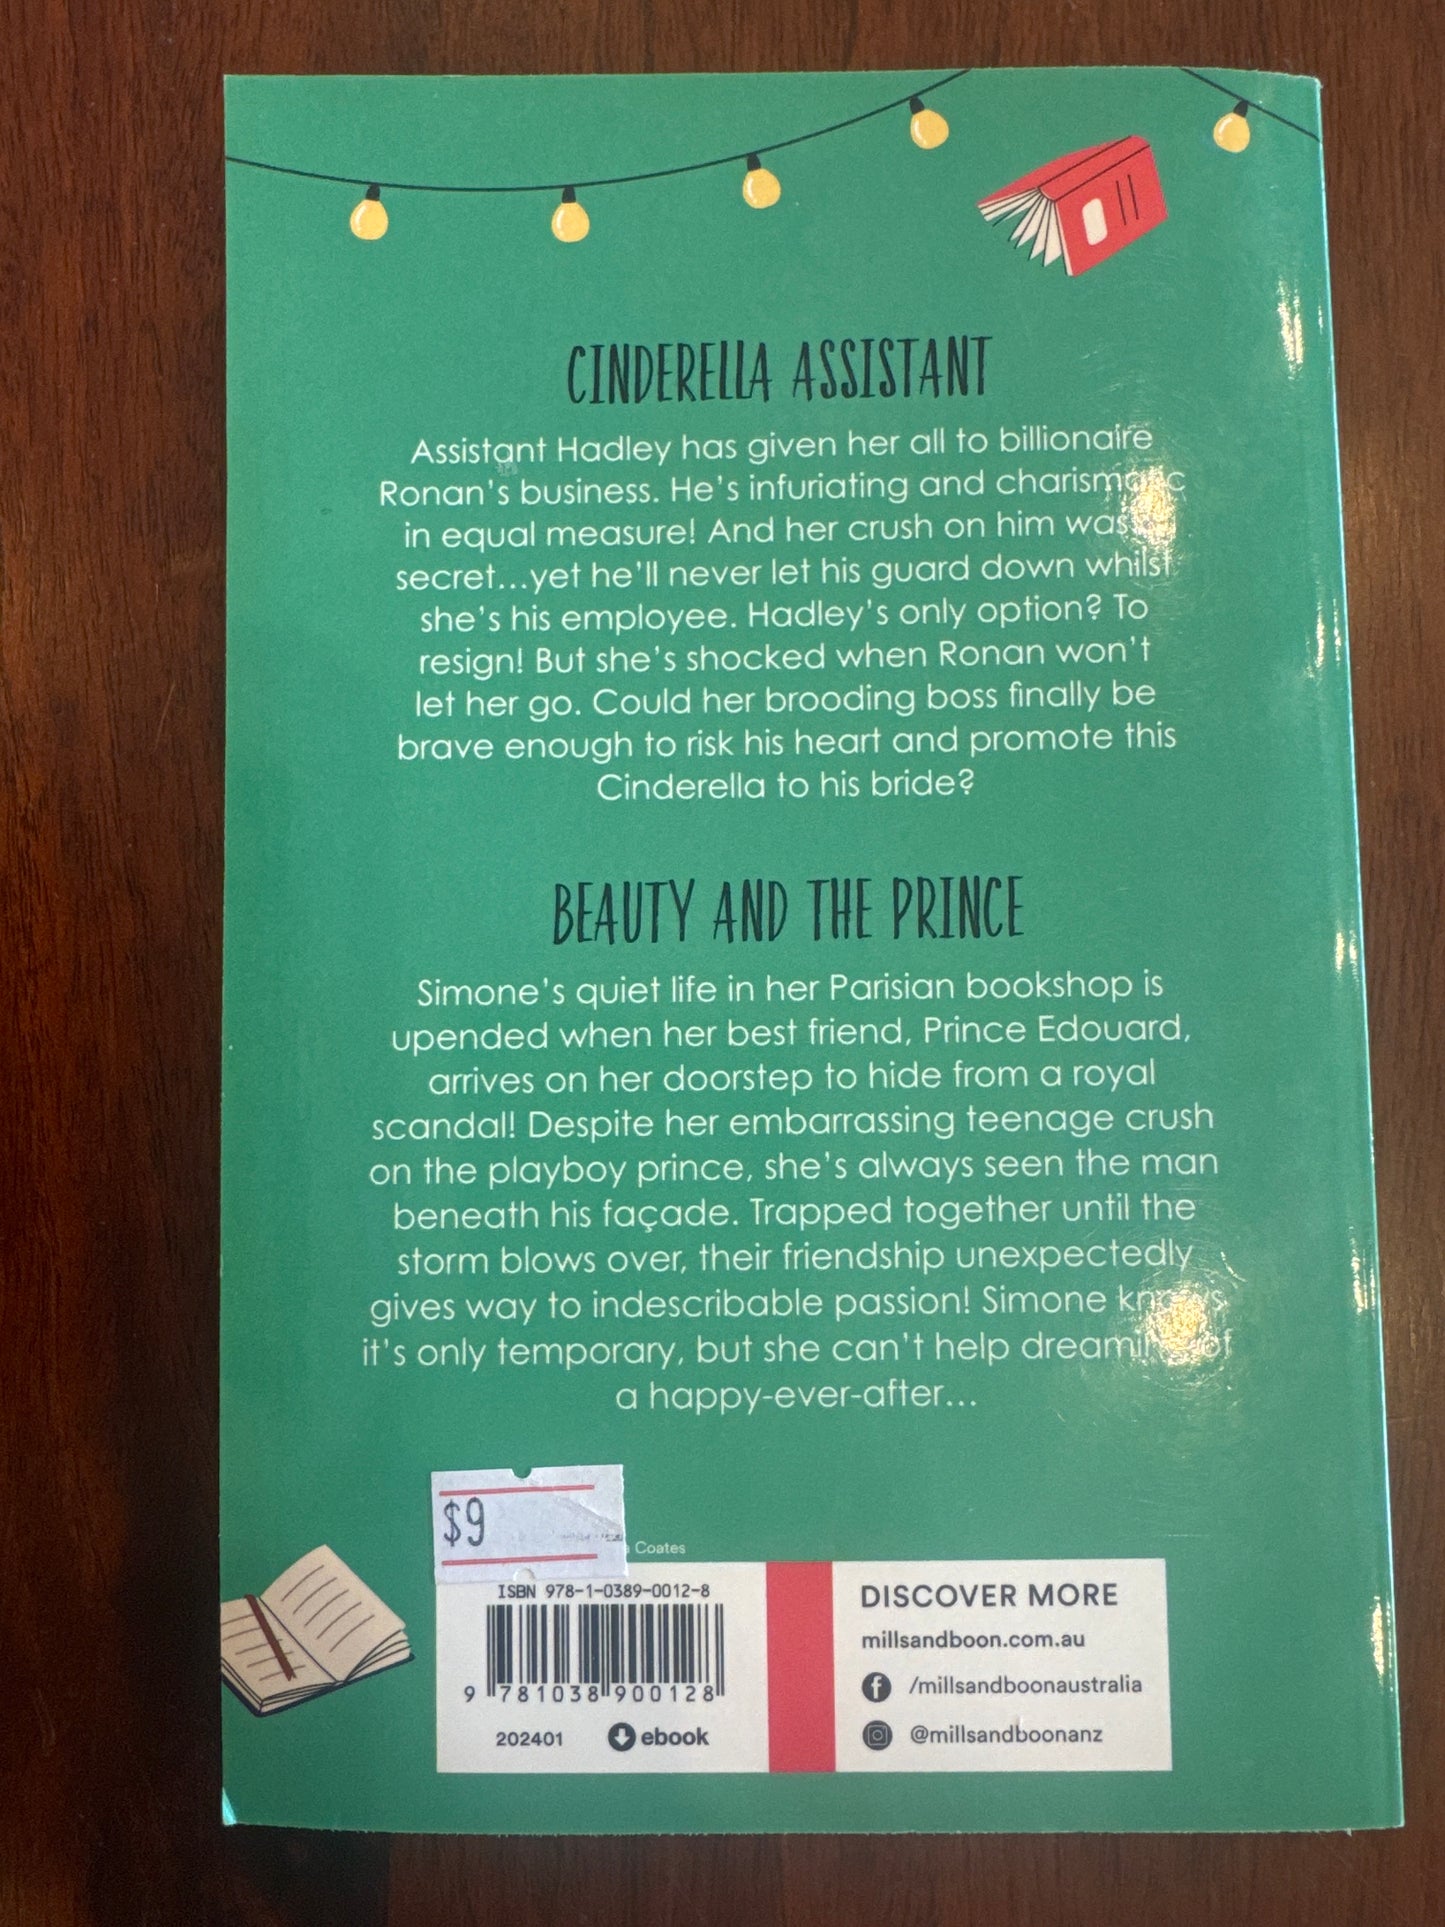 CINDERELLA ASSISTANT
Assistant Hadley has given her all to billionaire
Ronan's business. He's infuriating and charismatic
in equal measure! And her crush on him was
secret...yet he'll never let his guard down whilst
she's his employee. Hadley's only option? To
resign! But she's shocked when Ronan won't
let her go. Could her brooding boss finally be
brave enough to risk his heart and promote this
Cinderella to his bride?
BEAUTY AND THE PRINCE
Simone's quiet life in her Parisian bookshop is
upended when her best friend, Prince Edouard,
arrives on her doorstep to hide from a royal
scandal! Despite her embarrassing teenage crush
on the playboy prince, she's always seen the man
beneath his façade. Trapped together until the
storm blows over, their friendship unexpectedly
gives way to indescribable passion! Simone knows
it's only temporary, but she can't help dreaming of
a happy-ever-after...
$9
Coates
ISBN 978-1-0389-0012-8
9 781038 900128
202401 ebook
DISCOVER MORE
millsandboon.com.au
/millsandboonaustralia
@millsandboonanz